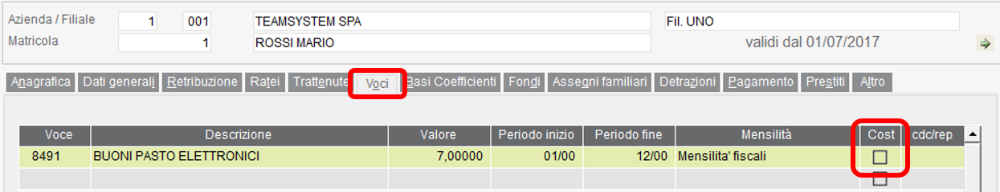 Azienda / Filiale 1 001 TEAMSYSTEM SPA Fil. UNO
Matricola 1 ROSSI MARIO validi dal 01/07/2017
Anagrafica Dati generali Retribuzione Ratei Trattenute Voci Basi Coefficienti Fondi Assegni familiari Detrazioni Pagamento Prestiti Altro
Voce Descrizione Valore Periodo inizio Periodo fine Mensilità Cost cdc/rep
8491 BUONI PASTO ELETTRONICI 7,00000 01/00 12/00 Mensilita' fiscali